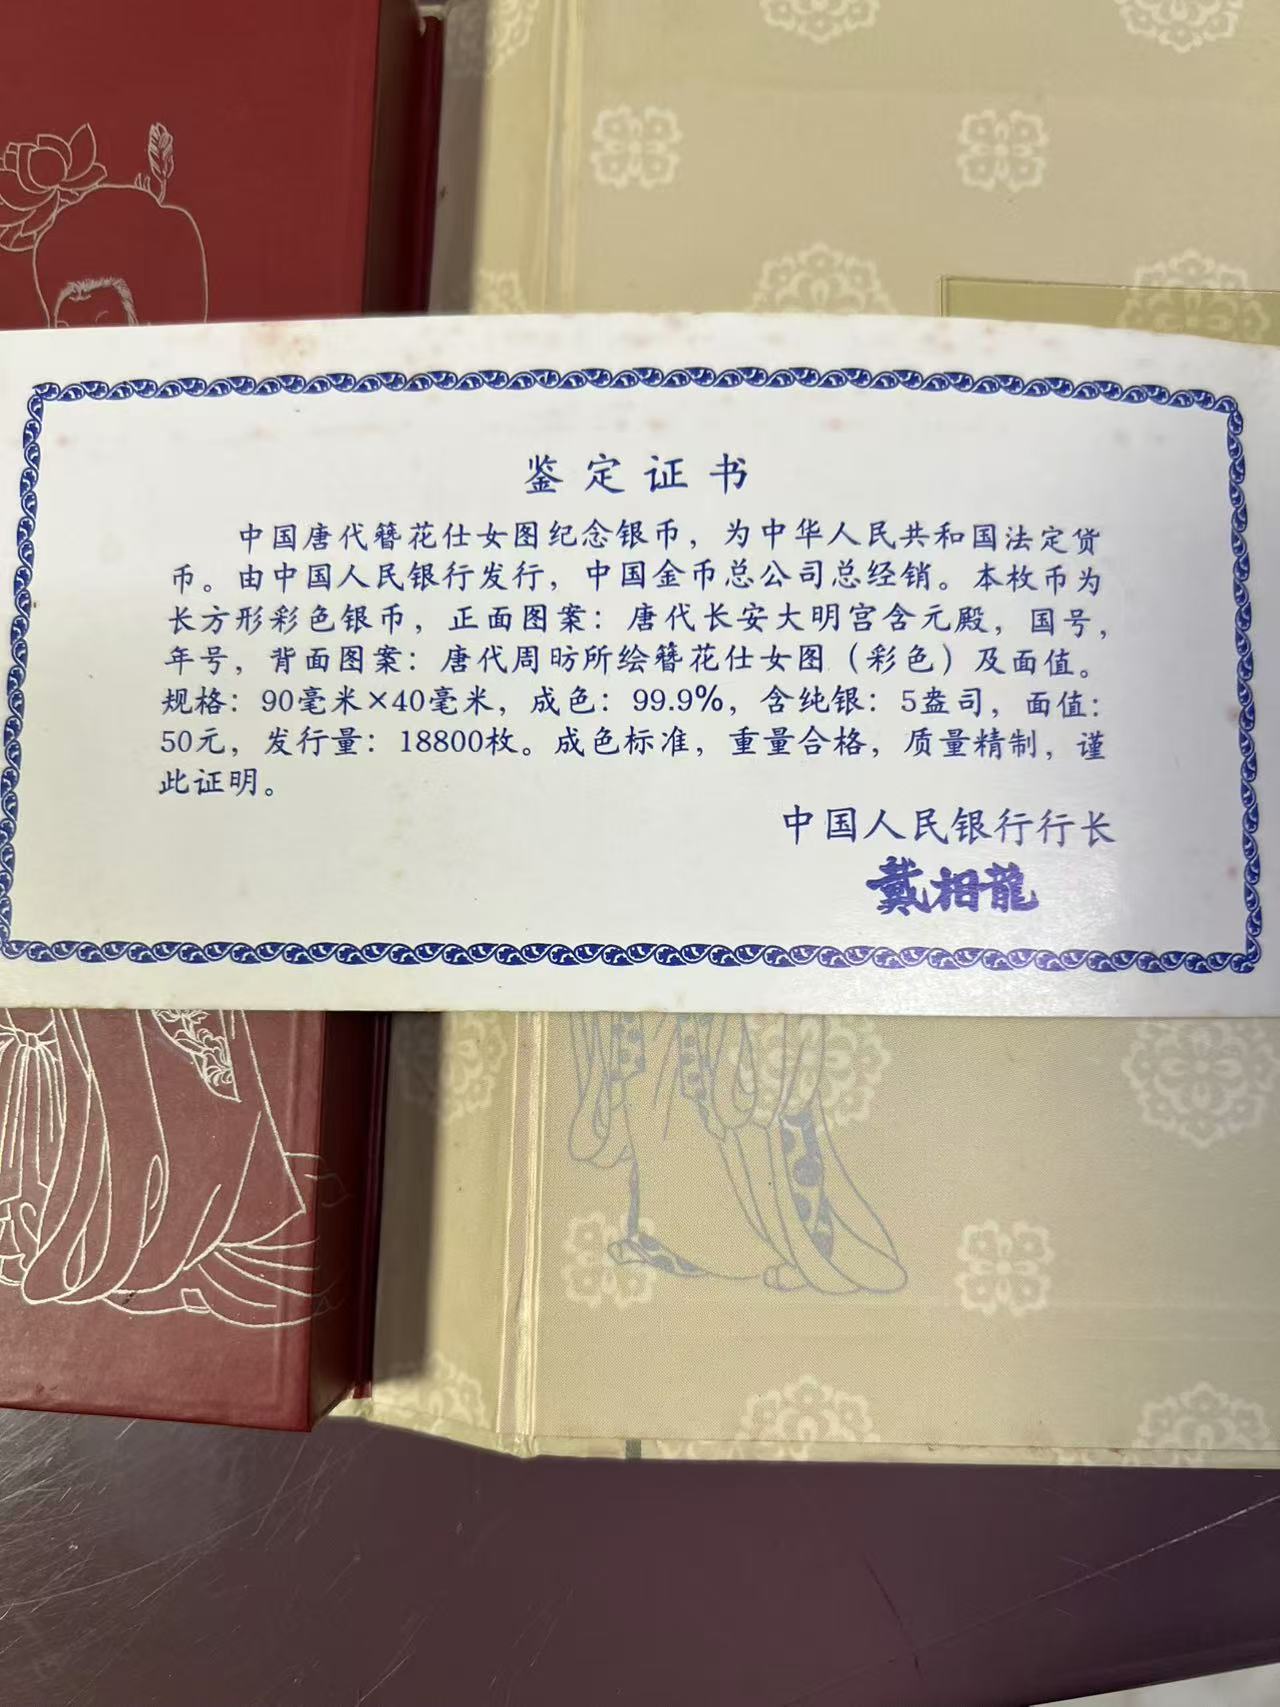 鉴定证书
中国唐代簪花仕女图纪念银币，为中华人民共和国法定货
币。由中国人民银行发行，中国金币总公司总经销。本枚币为
长方形彩色银币，正面图案：唐代长安大明宫含元殿，国号，
年号，背面图案：唐代周昉所绘簪花仕女图（彩色）及面值。
规格：90毫米×40毫米，成色：99.9%，含纯银：5盎司，面值：
50元，发行量：18800枚。成色标准，重量合格，质量精制，谨
此证明。
中国人民银行行长
戴相龍